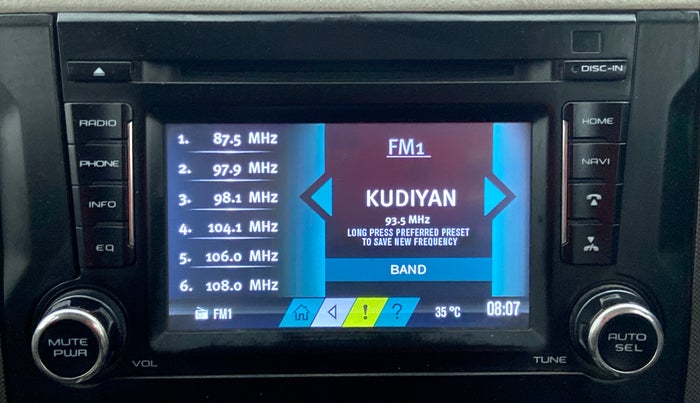 DISC-IN
RADIO
PHONE
INFO
EQ
1. 87.5 MHz
2. 97.9 MHz
3. 98.1 MHz
4. 104.1 MHz
5. 106.0 MHz
6. 108.0 MHz
FM1
KUDIYAN
93.5 MHz
LONG PRESS PREFERRED PRESET
TO SAVE NEW FREQUENCY
BAND
FM1
! ?
35 °C
08:07
HOME
NAVI
MUTE
PWR
VOL
TUNE
AUTO
SEL